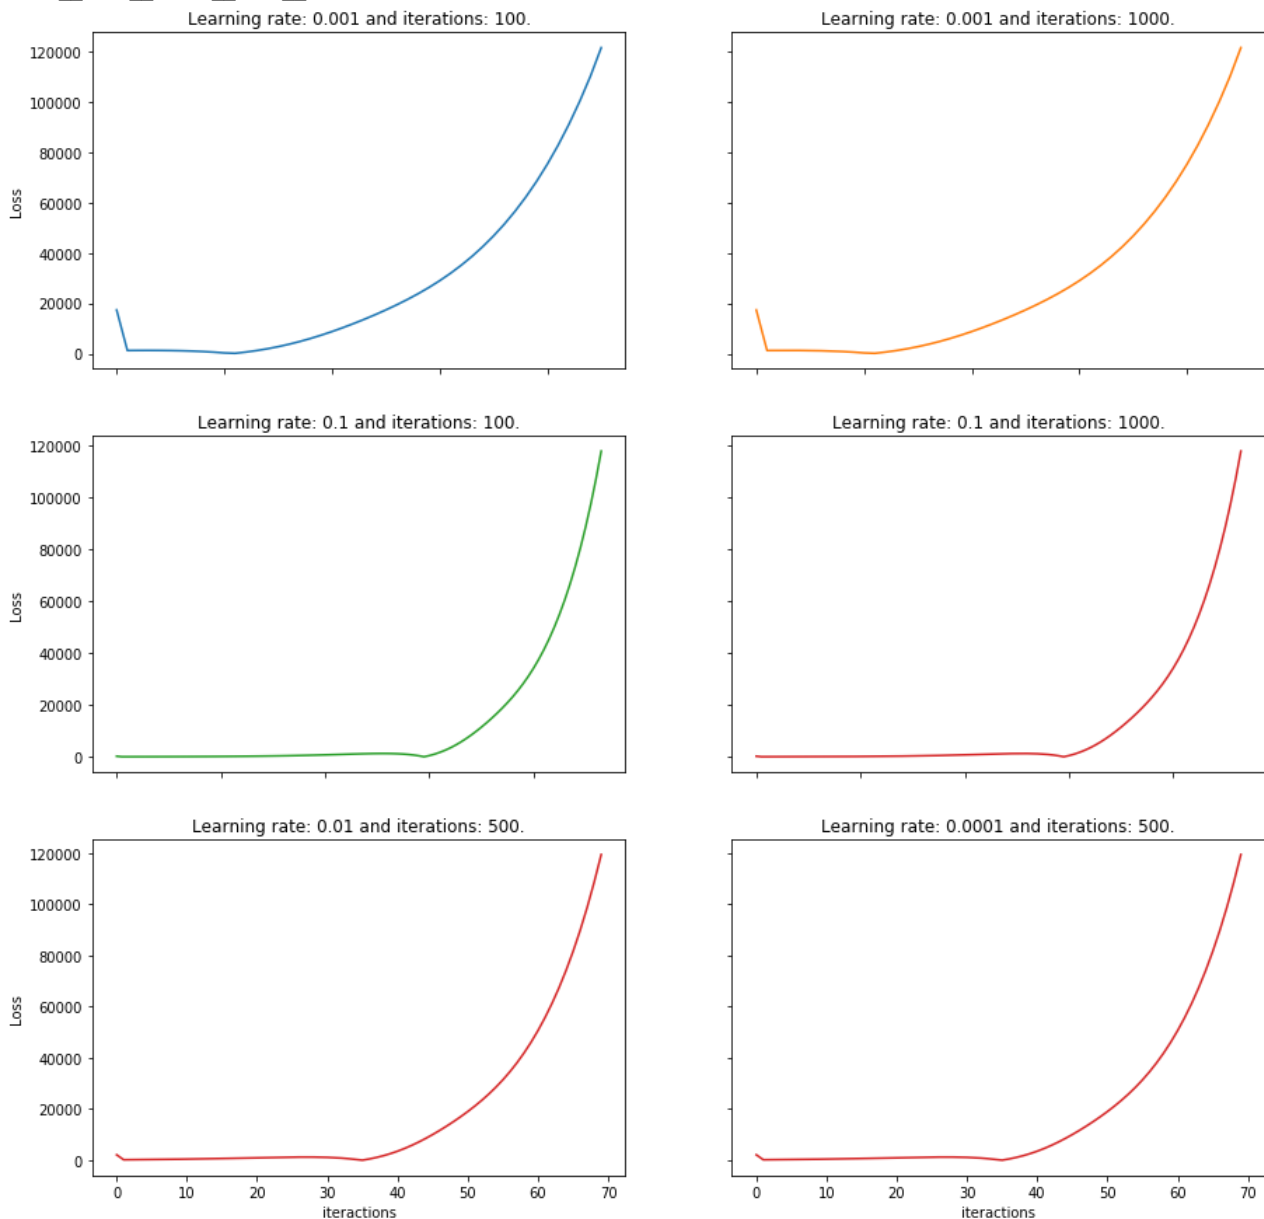 Learning rate: 0.001 and iterations: 100.
Learning rate: 0.001 and iterations: 1000.
120000
100000
80000
60000
40000
20000
0
Loss
Learning rate: 0.1 and iterations: 100.
Learning rate: 0.1 and iterations: 1000.
120000
100000
80000
60000
40000
20000
0
Loss
Learning rate: 0.01 and iterations: 500.
Learning rate: 0.0001 and iterations: 500.
120000
100000
80000
60000
40000
20000
0
Loss
0 10 20 30 40 50 60 70
0 10 20 30 40 50 60 70
iteractions
iteractions